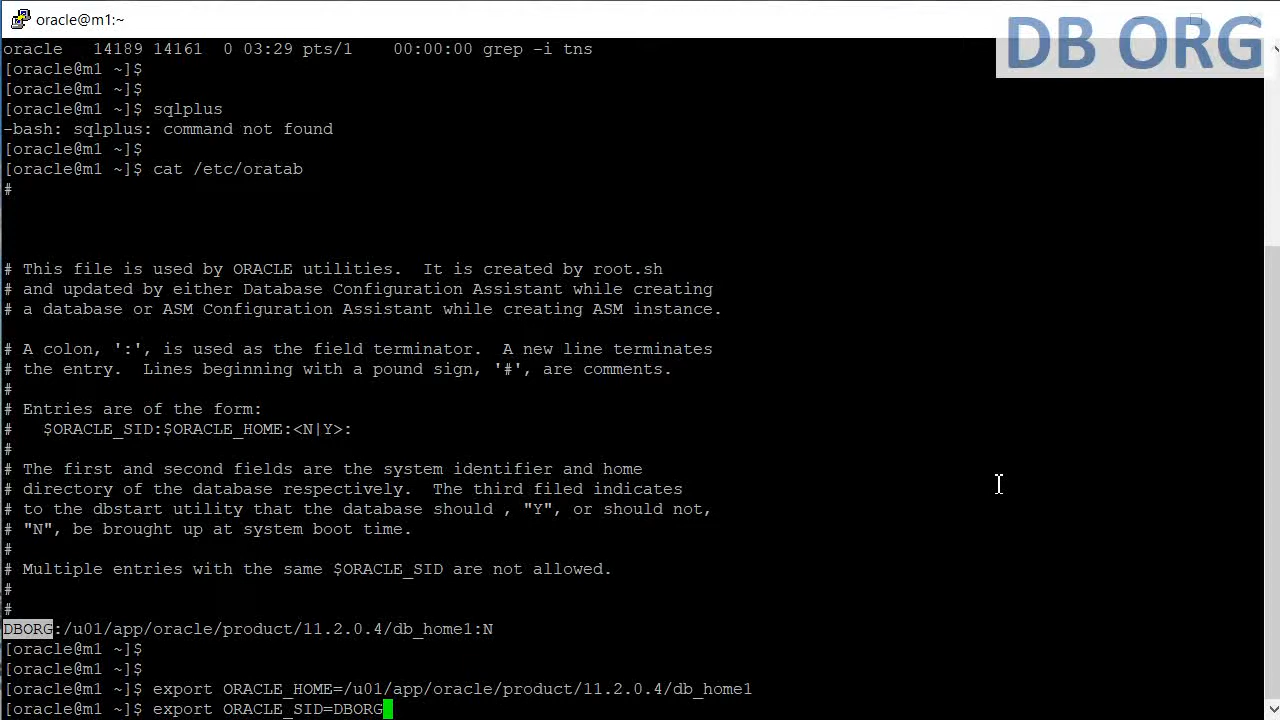 oracle@m1:~
DB ORG
oracle   14189 14161  0 03:29 pts/1    00:00:00 grep -i tns
[oracle@m1 ~]$
[oracle@m1 ~]$
[oracle@m1 ~]$ sqlplus
-bash: sqlplus: command not found
[oracle@m1 ~]$
[oracle@m1 ~]$ cat /etc/oratab
#
# This file is used by ORACLE utilities.  It is created by root.sh
# and updated by either Database Configuration Assistant while creating
# a database or ASM Configuration Assistant while creating ASM instance.
# A colon, ':', is used as the field terminator.  A new line terminates
# the entry.  Lines beginning with a pound sign, '#', are comments.
#
# Entries are of the form:
#   $ORACLE_SID:$ORACLE_HOME:<N|Y>:
#
# The first and second fields are the system identifier and home
# directory of the database respectively.  The third filed indicates
# to the dbstart utility that the database should , "Y", or should not,
# "N", be brought up at system boot time.
#
# Multiple entries with the same $ORACLE_SID are not allowed.
#
#
DBORG:/u01/app/oracle/product/11.2.0.4/db_home1:N
[oracle@m1 ~]$
[oracle@m1 ~]$
[oracle@m1 ~]$ export ORACLE_HOME=/u01/app/oracle/product/11.2.0.4/db_home1
[oracle@m1 ~]$ export ORACLE_SID=DBORG